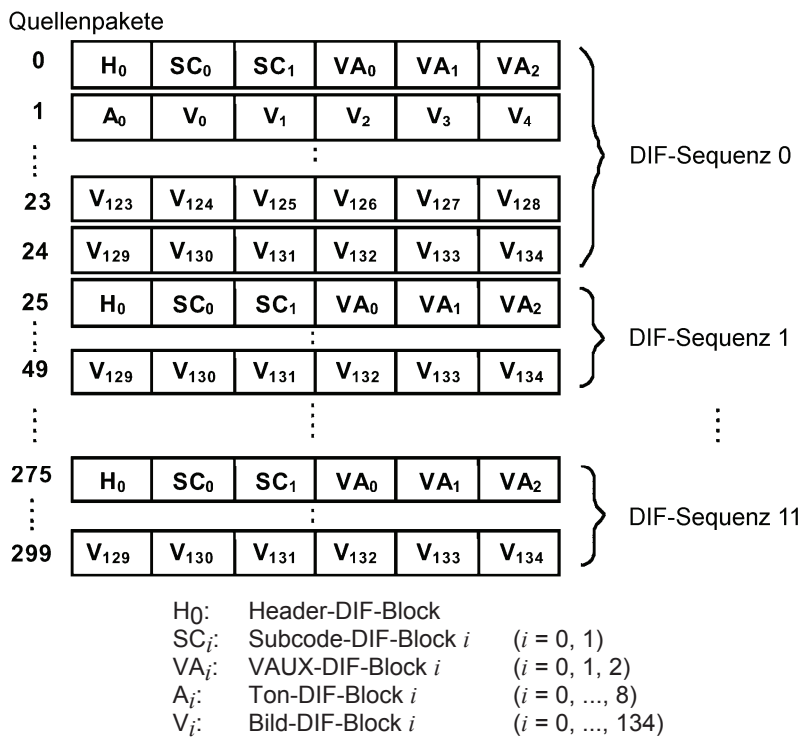 Quellenpakete
0 H₀ SC₀ SC₁ VA₀ VA₁ VA₂
1 A₀ V₀ V₁ V₂ V₃ V₄
DIF-Sequenz 0
23 V₁₂₃ V₁₂₄ V₁₂₅ V₁₂₆ V₁₂₇ V₁₂₈
24 V₁₂₉ V₁₃₀ V₁₃₁ V₁₃₂ V₁₃₃ V₁₃₄
25 H₀ SC₀ SC₁ VA₀ VA₁ VA₂
DIF-Sequenz 1
49 V₁₂₉ V₁₃₀ V₁₃₁ V₁₃₂ V₁₃₃ V₁₃₄
275 H₀ SC₀ SC₁ VA₀ VA₁ VA₂
DIF-Sequenz 11
299 V₁₂₉ V₁₃₀ V₁₃₁ V₁₃₂ V₁₃₃ V₁₃₄
H₀: Header-DIF-Block
SCᵢ: Subcode-DIF-Block i (i = 0, 1)
VAᵢ: VAUX-DIF-Block i (i = 0, 1, 2)
Aᵢ: Ton-DIF-Block i (i = 0, ..., 8)
Vᵢ: Bild-DIF-Block i (i = 0, ..., 134)